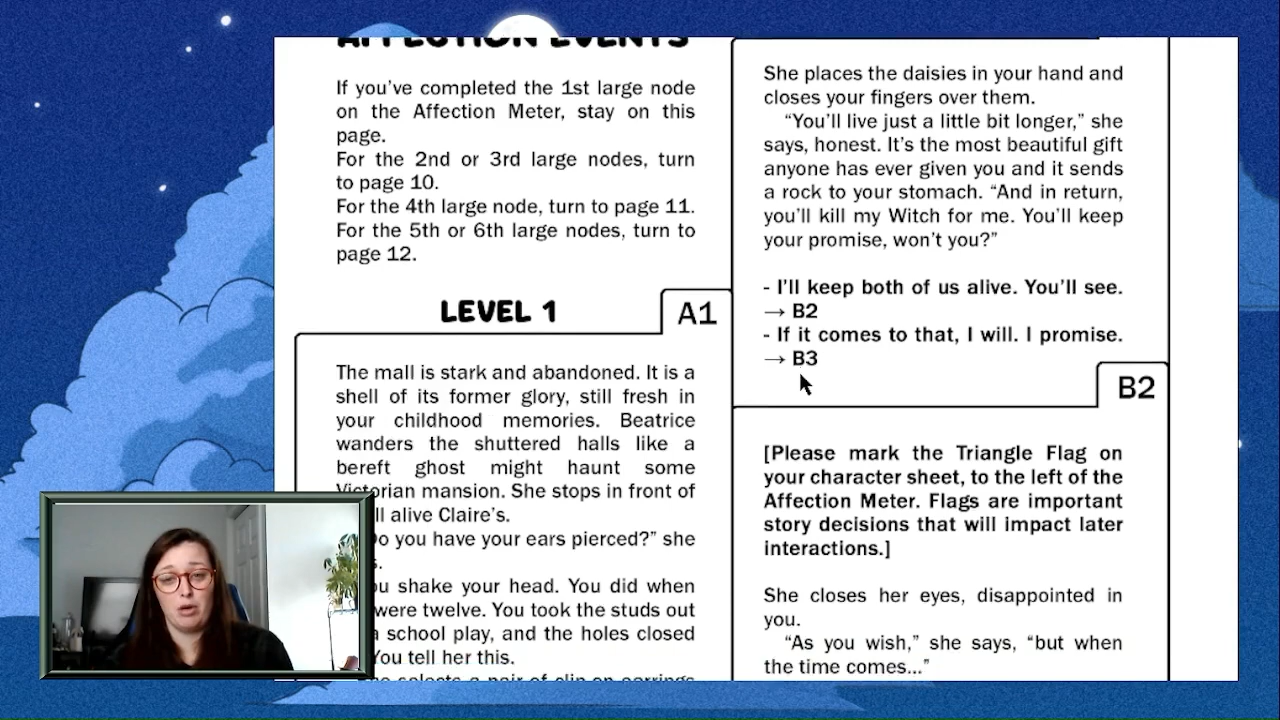 AFFECTION EVENTS
If you've completed the 1st large node
on the Affection Meter, stay on this
page.
For the 2nd or 3rd large nodes, turn
to page 10.
For the 4th large node, turn to page 11.
For the 5th or 6th large nodes, turn to
page 12.
LEVEL 1
A1
The mall is stark and abandoned. It is a
shell of its former glory, still fresh in
your childhood memories. Beatrice
wanders the shuttered halls like a
bereft ghost might haunt some
Victorian mansion. She stops in front of
alive Claire's.
you have your ears pierced?" she
shake your head. You did when
were twelve. You took the studs out
school play, and the holes closed
You tell her this.
selects a pair of clip-on earrings
She places the daisies in your hand and
closes your fingers over them.
"You'll live just a little bit longer," she
says, honest. It's the most beautiful gift
anyone has ever given you and it sends
a rock to your stomach. "And in return,
you'll kill my Witch for me. You'll keep
your promise, won't you?"
- I'll keep both of us alive. You'll see.
→ B2
- If it comes to that, I will. I promise.
→ B3
B2
[Please mark the Triangle Flag on
your character sheet, to the left of the
Affection Meter. Flags are important
story decisions that will impact later
interactions.]
She closes her eyes, disappointed in
you.
"As you wish," she says, "but when
the time comes..."